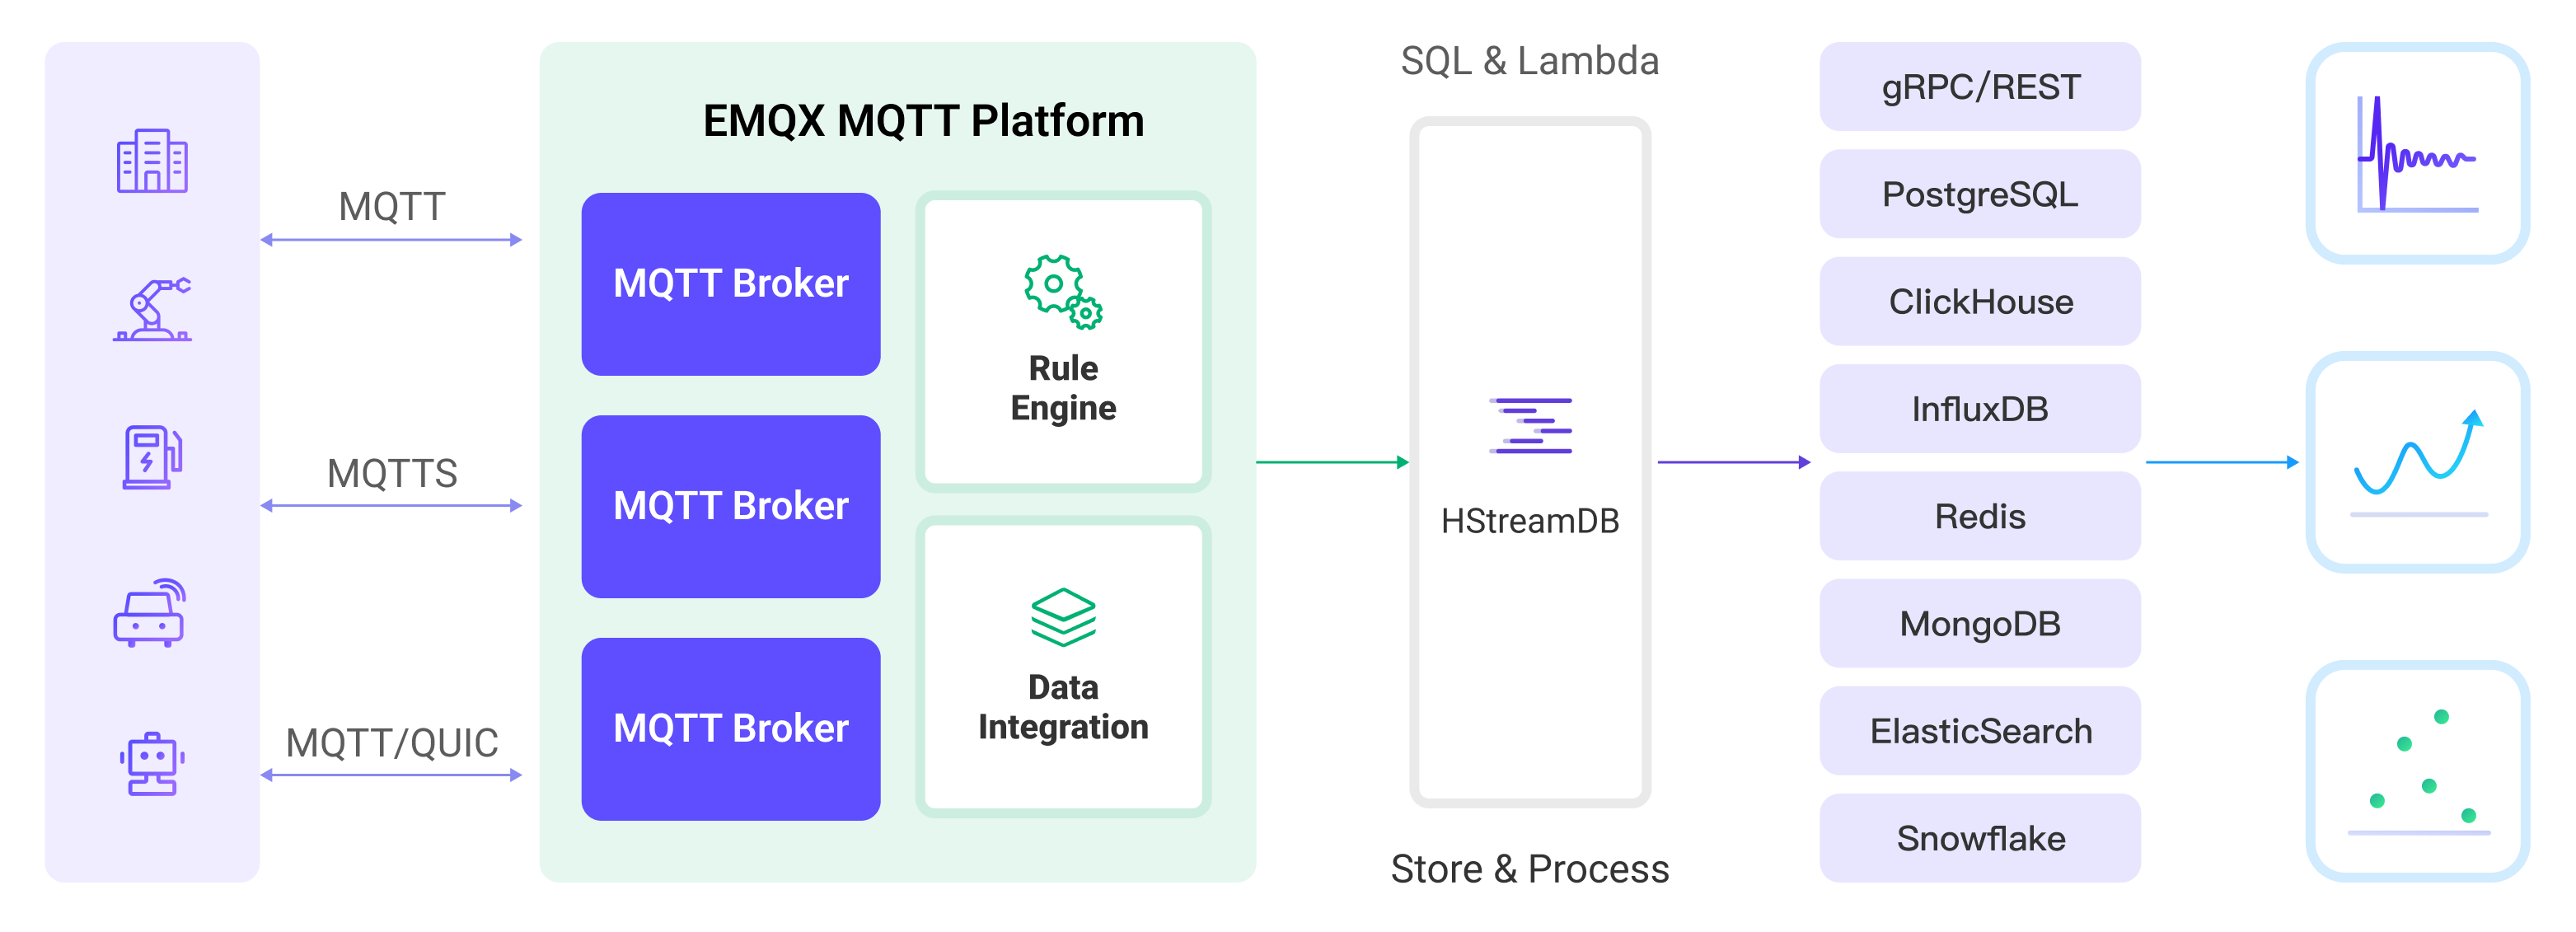 MQTT
MQTTS
MQTT/QUIC
EMQX MQTT Platform
MQTT Broker
MQTT Broker
MQTT Broker
Rule
Engine
Data
Integration
SQL & Lambda
HStreamDB
Store & Process
gRPC/REST
PostgreSQL
ClickHouse
InfluxDB
Redis
MongoDB
ElasticSearch
Snowflake